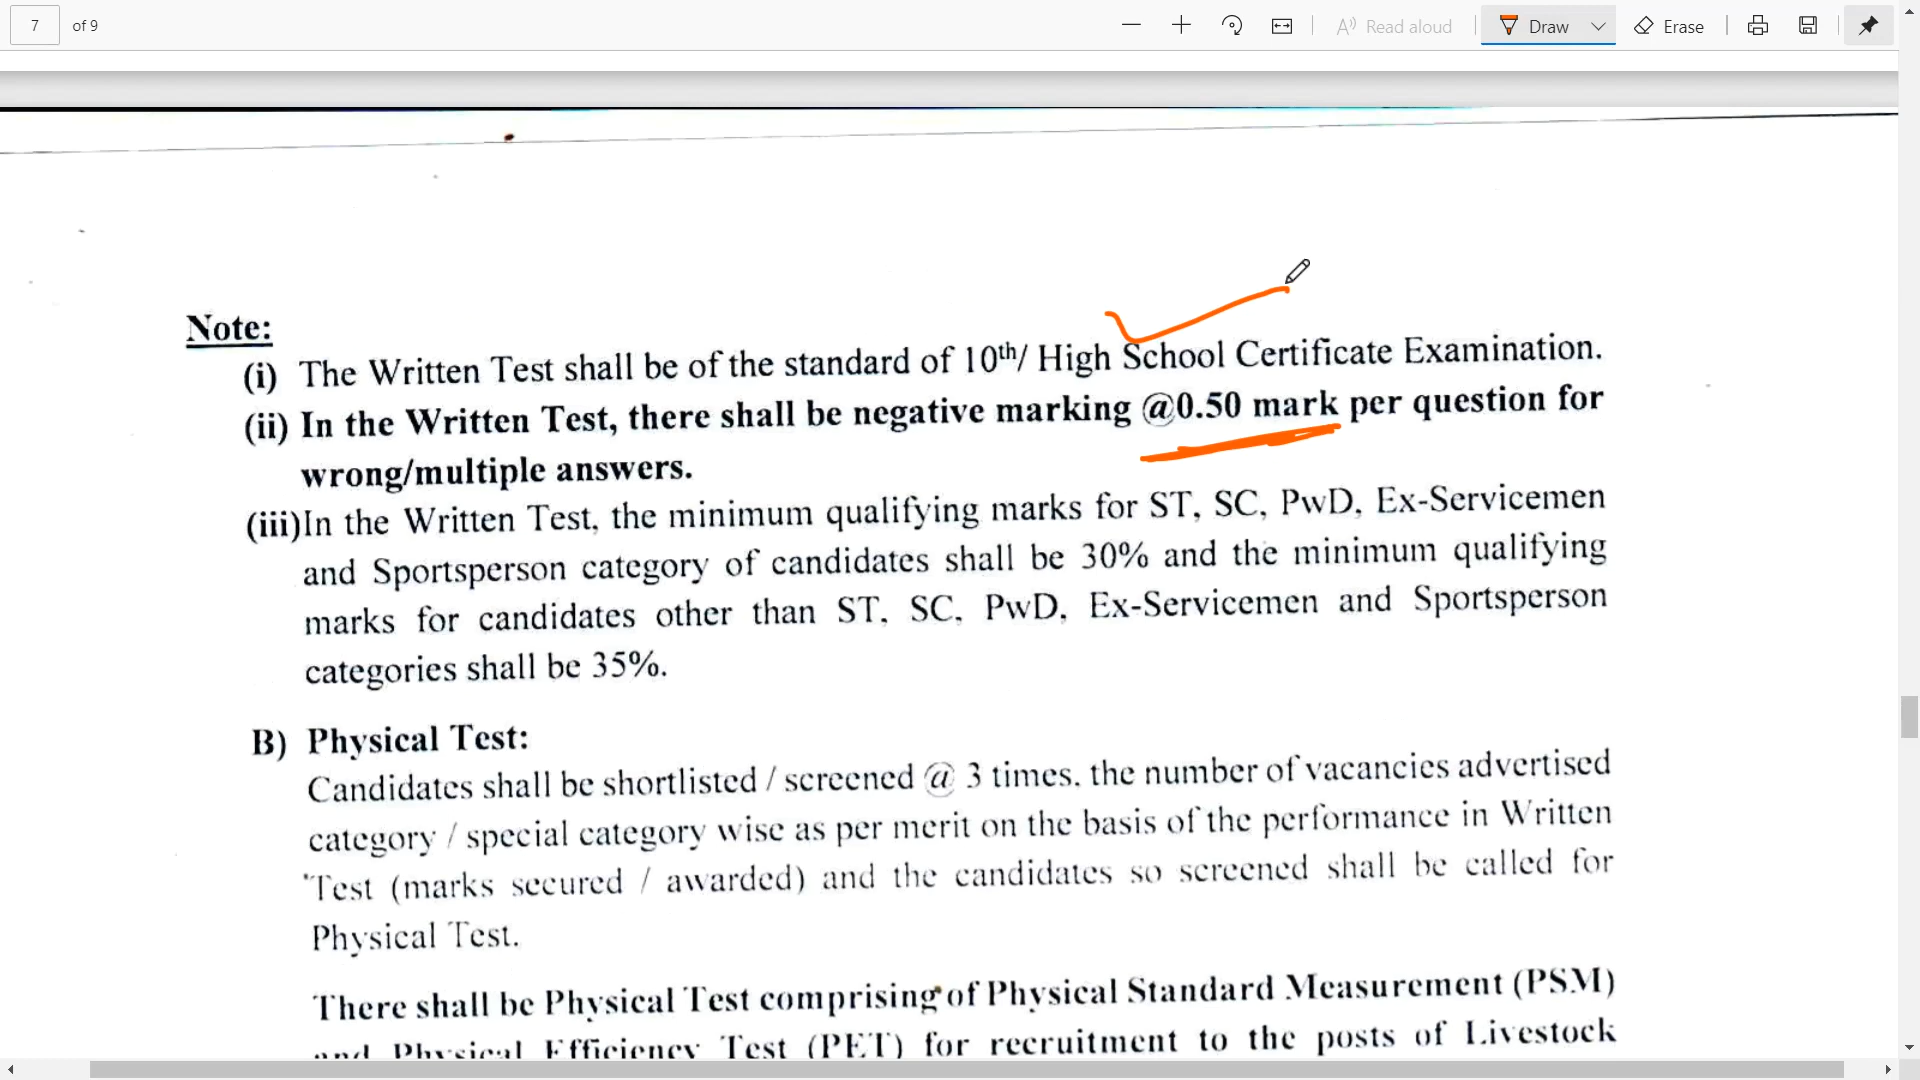 7 of 9
Read aloud
Draw
Erase
Note:
(i) The Written Test shall be of the standard of 10th/ High School Certificate Examination.
(ii) In the Written Test, there shall be negative marking @0.50 mark per question for
wrong/multiple answers.
(iii) In the Written Test, the minimum qualifying marks for ST, SC, PwD, Ex-Servicemen
and Sportsperson category of candidates shall be 30% and the minimum qualifying
marks for candidates other than ST, SC, PwD, Ex-Servicemen and Sportsperson
categories shall be 35%.
B) Physical Test:
Candidates shall be shortlisted / screened @ 3 times, the number of vacancies advertised
category / special category wise as per merit on the basis of the performance in Written
Test (marks secured / awarded) and the candidates so screened shall be called for
Physical Test.
There shall be Physical Test comprising of Physical Standard Measurement (PSM)
and Physical Efficiency Test (PET) for recruitment to the posts of Livestock